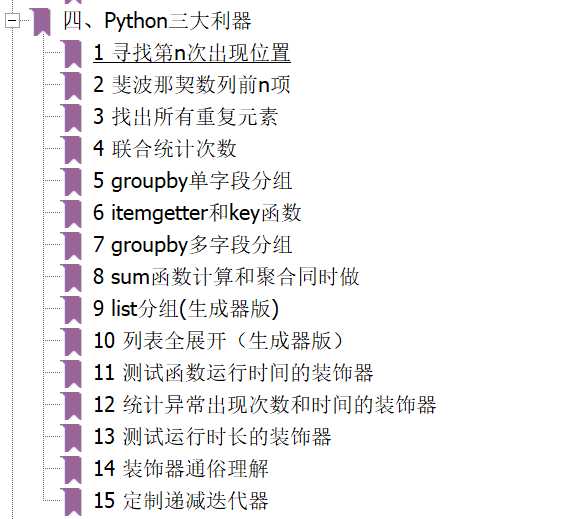 四、Python三大利器
1 寻找第n次出现位置
2 斐波那契数列前n项
3 找出所有重复元素
4 联合统计次数
5 groupby单字段分组
6 itemgetter和key函数
7 groupby多字段分组
8 sum函数计算和聚合同时做
9 list分组(生成器版)
10 列表全展开（生成器版）
11 测试函数运行时间的装饰器
12 统计异常出现次数和时间的装饰器
13 测试运行时长的装饰器
14 装饰器通俗理解
15 定制递减迭代器